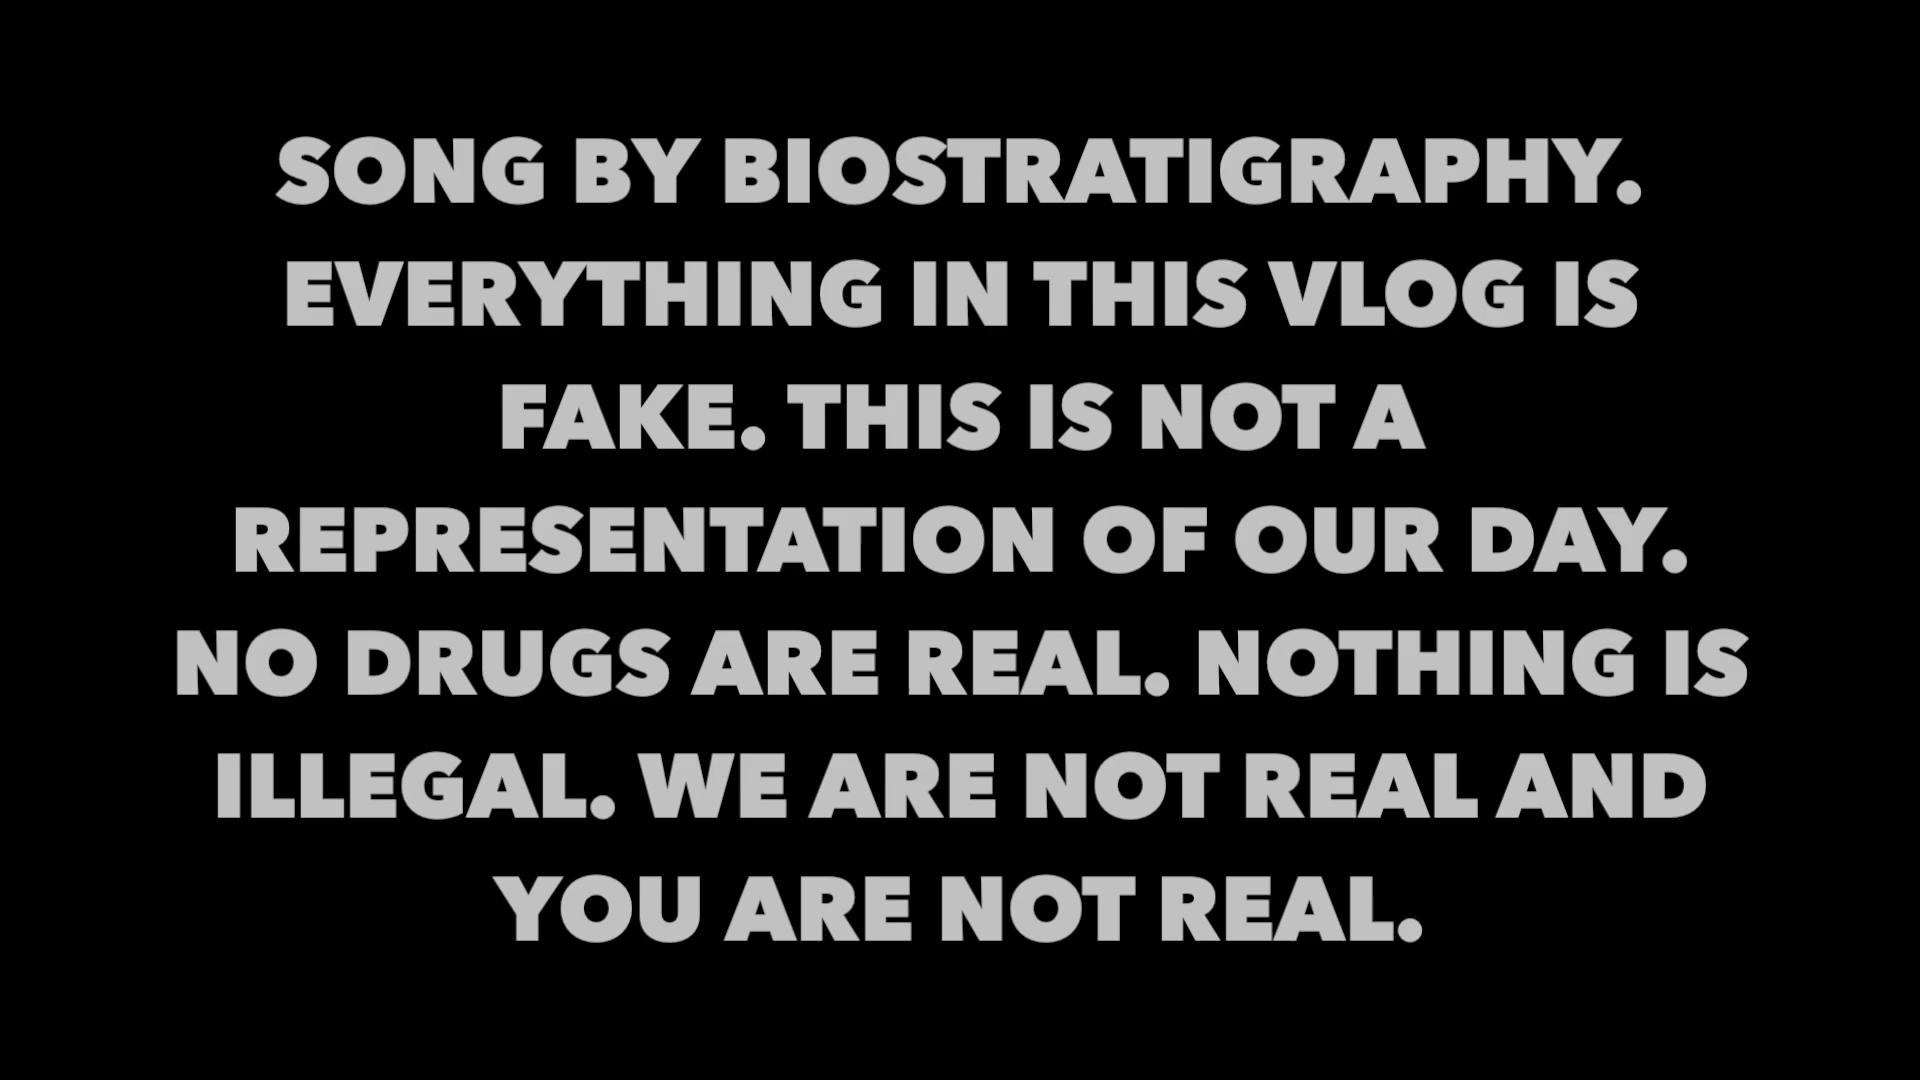 SONG BY BIOSTRATIGRAPHY.
EVERYTHING IN THIS VLOG IS
FAKE. THIS IS NOT A
REPRESENTATION OF OUR DAY.
NO DRUGS ARE REAL. NOTHING IS
ILLEGAL. WE ARE NOT REAL AND
YOU ARE NOT REAL.